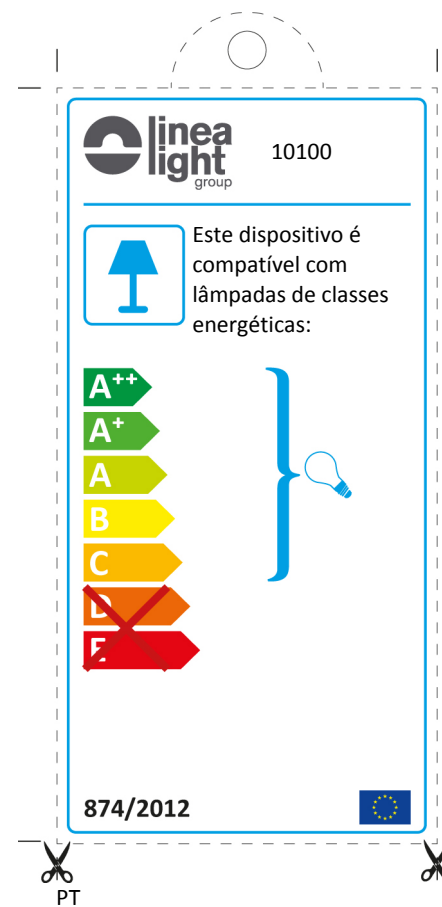 linea
light
group
10100
Este dispositivo é
compatível com
lâmpadas de classes
energéticas:
A++
A+
A
B
C
D
E
874/2012
PT